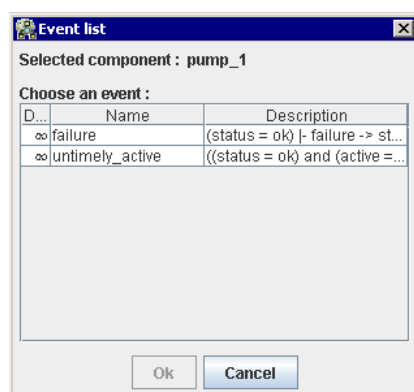 Event list
Selected component : pump_1
Choose an event :
D... Name Description
∞ failure (status = ok) |- failure -> st...
∞ untimely_active ((status = ok) and (active =...
Ok Cancel